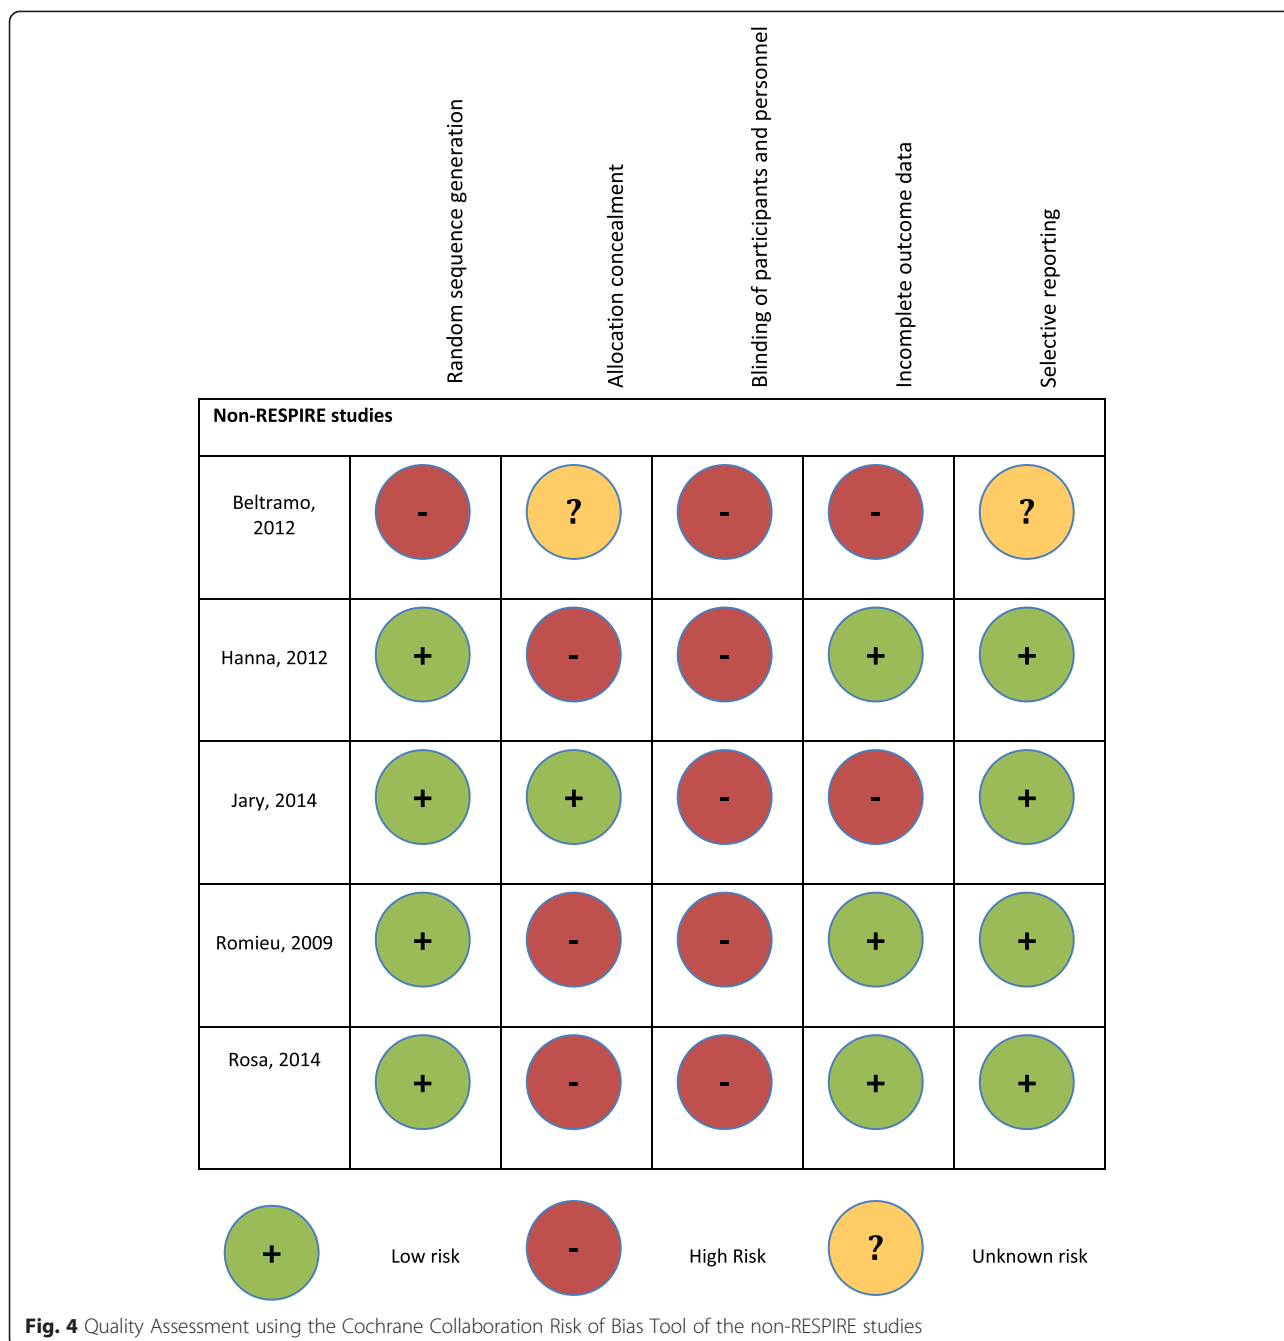 Random sequence generation
Allocation concealment
Blinding of participants and personnel
Incomplete outcome data
Selective reporting
Non-RESPIRE studies
Beltramo,
2012
- ? - - ?
Hanna, 2012
+ - - + +
Jary, 2014
+ + - - +
Romieu, 2009
+ - - + +
Rosa, 2014
+ - - + +
+ Low risk - High Risk ? Unknown risk
Fig. 4 Quality Assessment using the Cochrane Collaboration Risk of Bias Tool of the non-RESPIRE studies